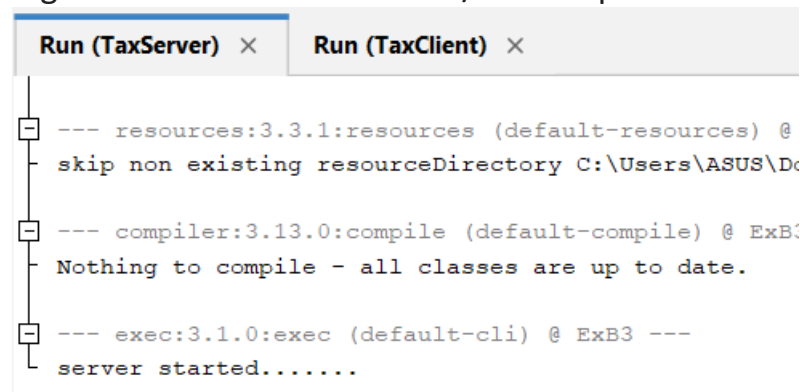 Run (TaxServer) × Run (TaxClient) ×
--- resources:3.3.1:resources (default-resources) @
skip non existing resourceDirectory C:\Users\ASUS\Do
--- compiler:3.13.0:compile (default-compile) @ ExB3
Nothing to compile - all classes are up to date.
--- exec:3.1.0:exec (default-cli) @ ExB3 ---
server started.......